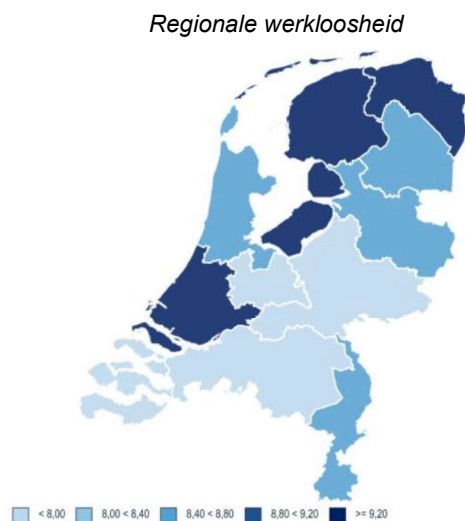 Regionale werkloosheid
< 8,00 8,00 < 8,40 8,40 < 8,80 8,80 < 9,20 >= 9,20